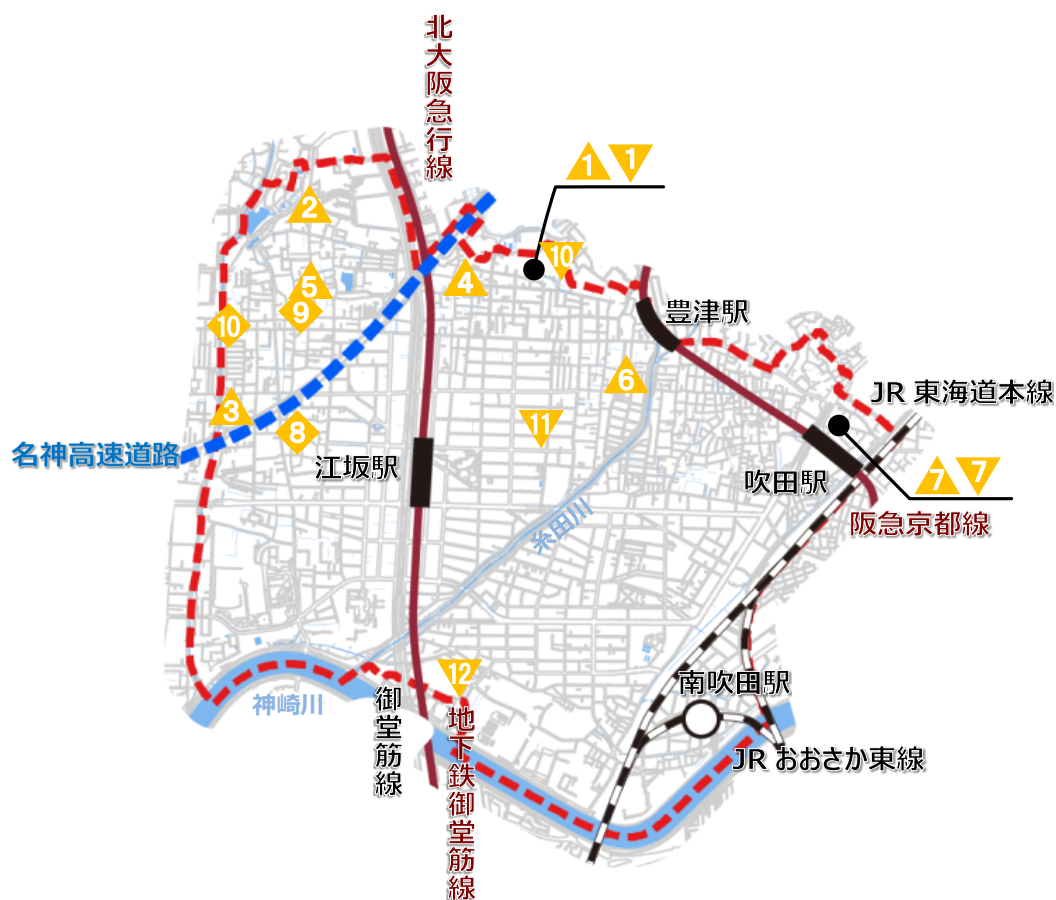 北大阪急行線
1
1
2
10
4
5
9
10
豊津駅
6
3
JR 東海道本線
11
8
名神高速道路
江坂駅
吹田駅
7
7
阪急京都線
糸田川
12
南吹田駅
神崎川
御堂筋線
地下鉄御堂筋線
JR おおさか東線